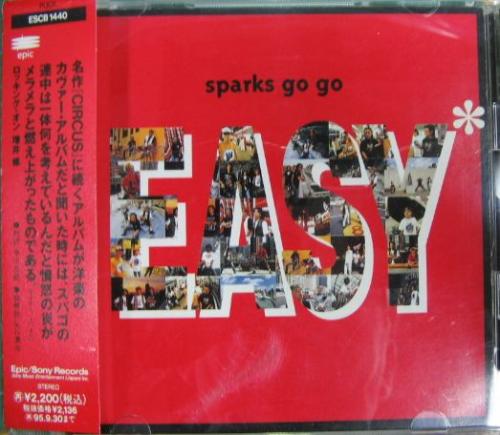 ESCB 1440
epic
名作「CIRCUS」に続くアルバムが洋楽の
カヴァー・アルバムだと聞いた時には、スパゴの
連中は一体何を考えているんだと憤怒の炎が
メラメラと燃え上がったものである。
ロッキング・オン 増井修
Epic/Sony Records
Sony Music Entertainment (Japan) Inc.
STEREO
¥2,200(税込)
税抜価格¥2,136
95.9.30まで
sparks go go
EASY*